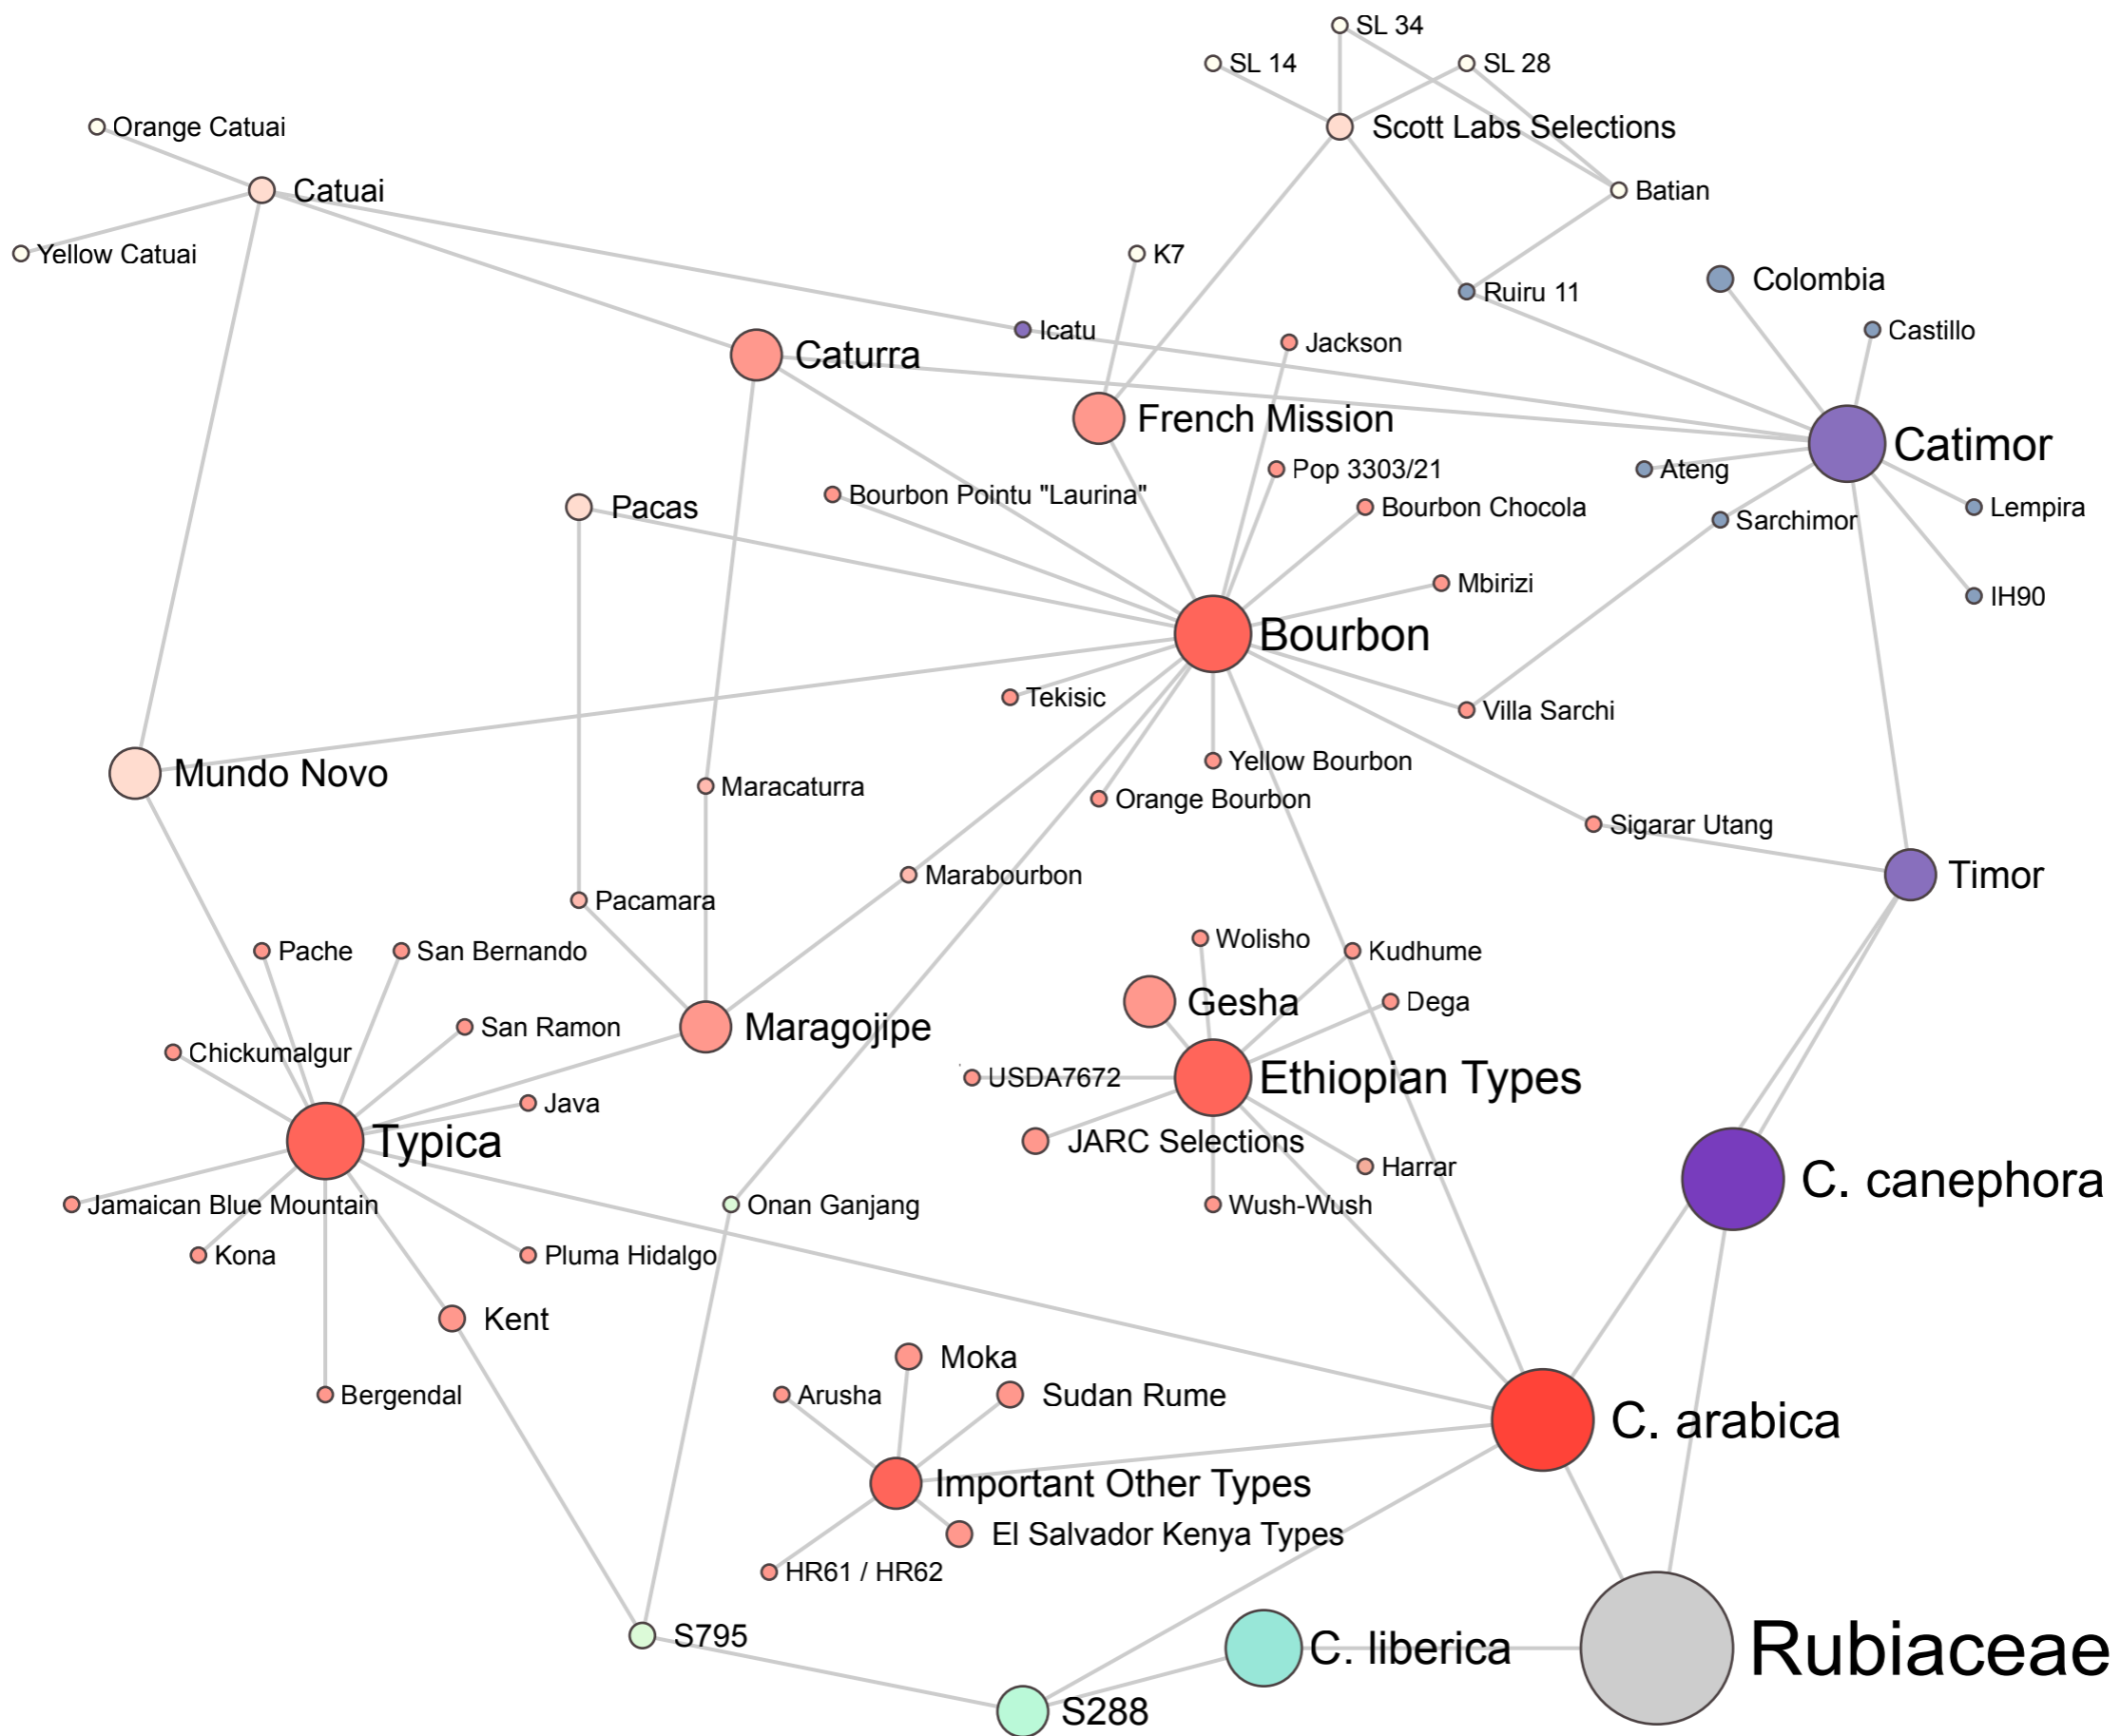 SL 34
SL 14
SL 28
Orange Catuai
Scott Labs Selections
Catuai
Batian
Yellow Catuai
K7
Colombia
Ruiru 11
Icatu
Castillo
Jackson
Caturra
French Mission
Catimor
Pop 3303/21
Ateng
Bourbon Pointu "Laurina"
Pacas
Bourbon Chocola
Lempira
Sarchimor
Mbirizi
IH90
Bourbon
Tekisic
Villa Sarchi
Yellow Bourbon
Mundo Novo
Maracaturra
Orange Bourbon
Sigarar Utang
Marabourbon
Timor
Pacamara
Wolisho
Pache
San Bernando
Kudhume
Gesha
Dega
San Ramon
Maragojipe
Chickumalgur
USDA7672
Ethiopian Types
Java
Typica
JARC Selections
Harrar
C. canephora
Jamaican Blue Mountain
Onan Ganjang
Wush-Wush
Kona
Pluma Hidalgo
Kent
Moka
Bergendal
Arusha
Sudan Rume
C. arabica
Important Other Types
El Salvador Kenya Types
HR61 / HR62
S795
C. liberica
Rubiaceae
S288